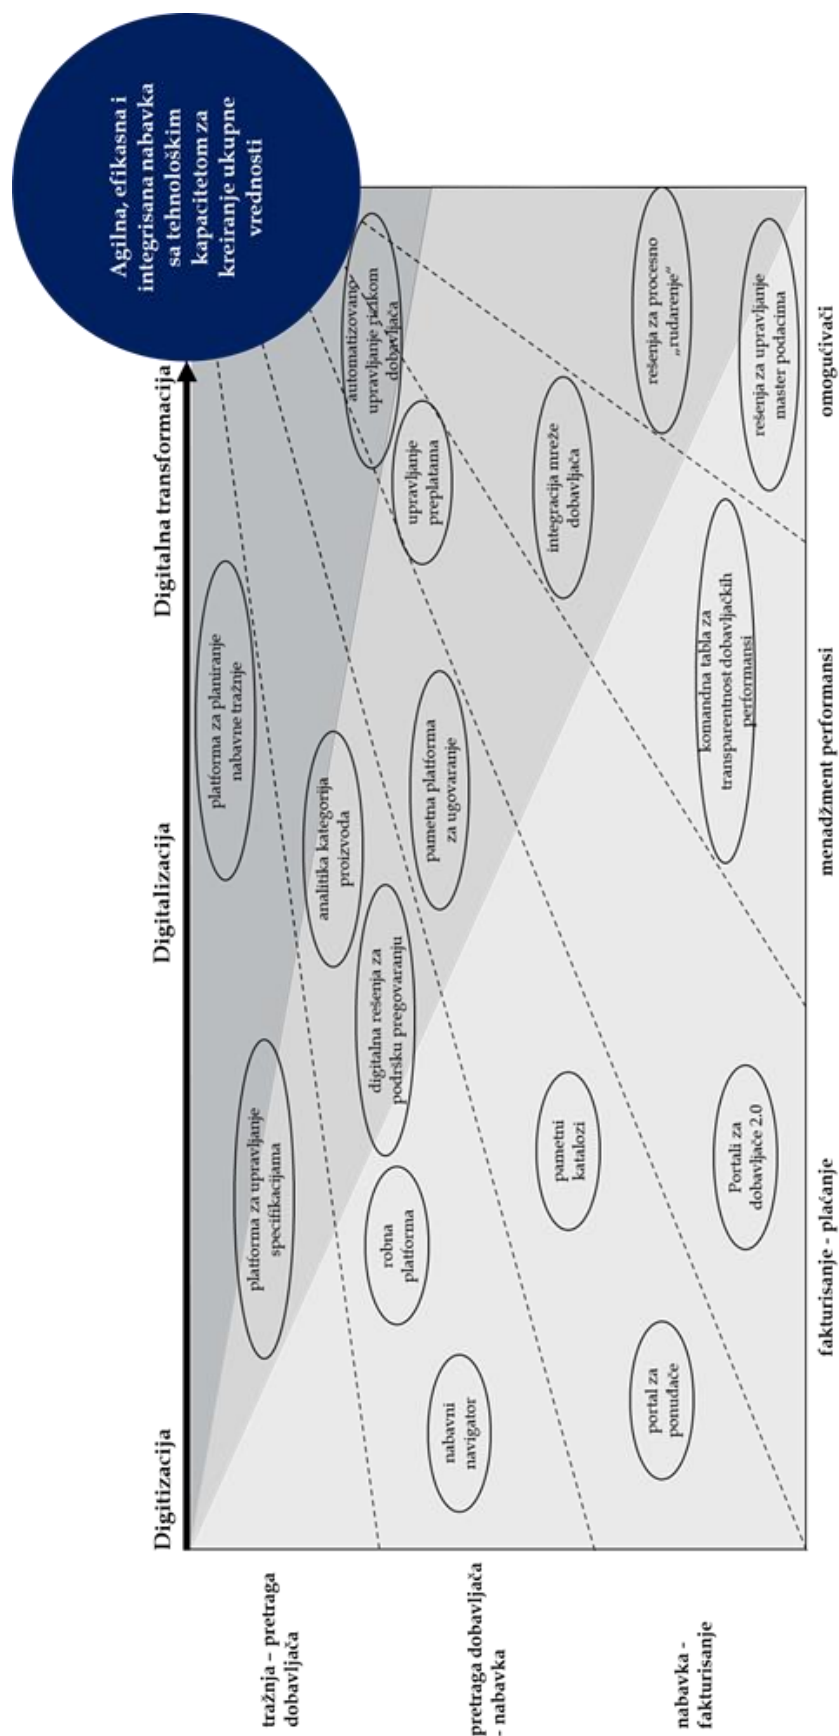 Agilna, efikasna i
integrisana nabavka
sa tehnološkim
kapacitetom za
kreiranje ukupne
vrednosti
Digitizacija
Digitalizacija
Digitalna transformacija
tražnja – pretraga
dobavljača
pretraga dobavljača
- nabavka
nabavka -
fakturisanje
platforma za upravljanje
specifikacijama
platforma za planiranje
nabavne tražnje
analitika kategorija
proizvoda
digitalna rešenja za
podršku pregovaranju
robna
platforma
nabavni
navigator
automatizovano
upravljanje rizikom
dobavljača
upravljanje
preplatama
pametna platforma
za ugovaranje
integracija mreže
dobavljača
pametni
katalozi
portal za
ponuđače
Portali za
dobavljače 2.0
komandna tabla za
transparentnost dobavljačkih
performansi
rešenja za procesno
„rudarenje“
rešenja za upravljanje
master podacima
fakturisanje - plaćanje
menadžment performansi
omogućivači